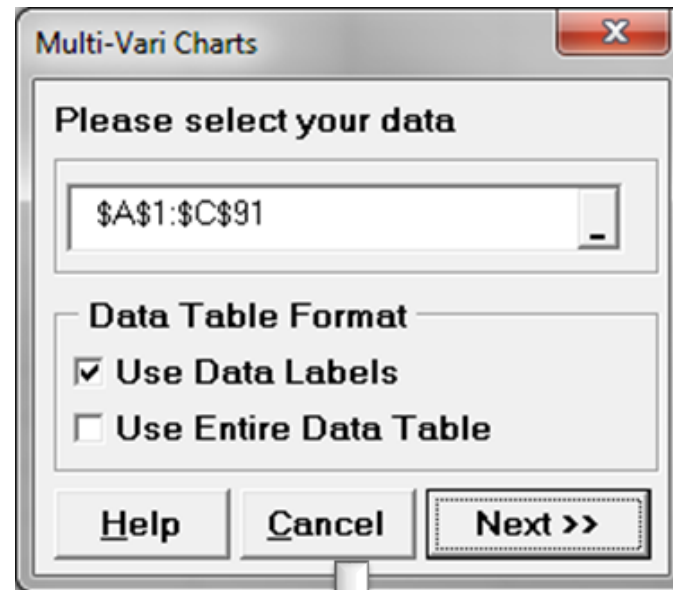 Multi-Vari Charts
Please select your data
$A$1:$C$91
Data Table Format
Use Data Labels
Use Entire Data Table
Help Cancel Next >>